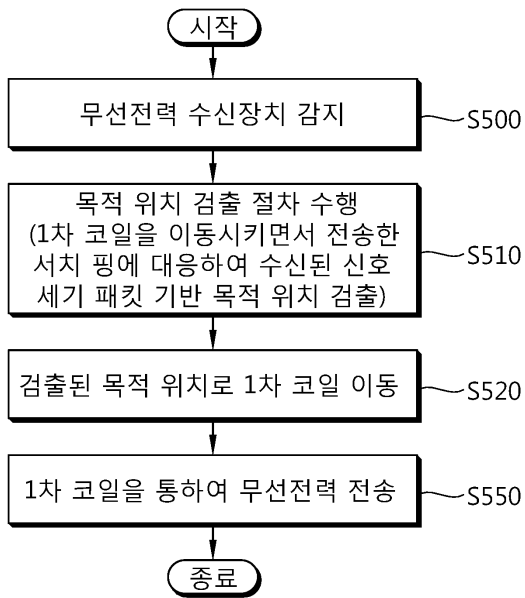 시작
무선전력 수신장치 감지
S500
목적 위치 검출 절차 수행
(1차 코일을 이동시키면서 전송한
서치 핑에 대응하여 수신된 신호
세기 패킷 기반 목적 위치 검출)
S510
검출된 목적 위치로 1차 코일 이동
S520
1차 코일을 통하여 무선전력 전송
S550
종료